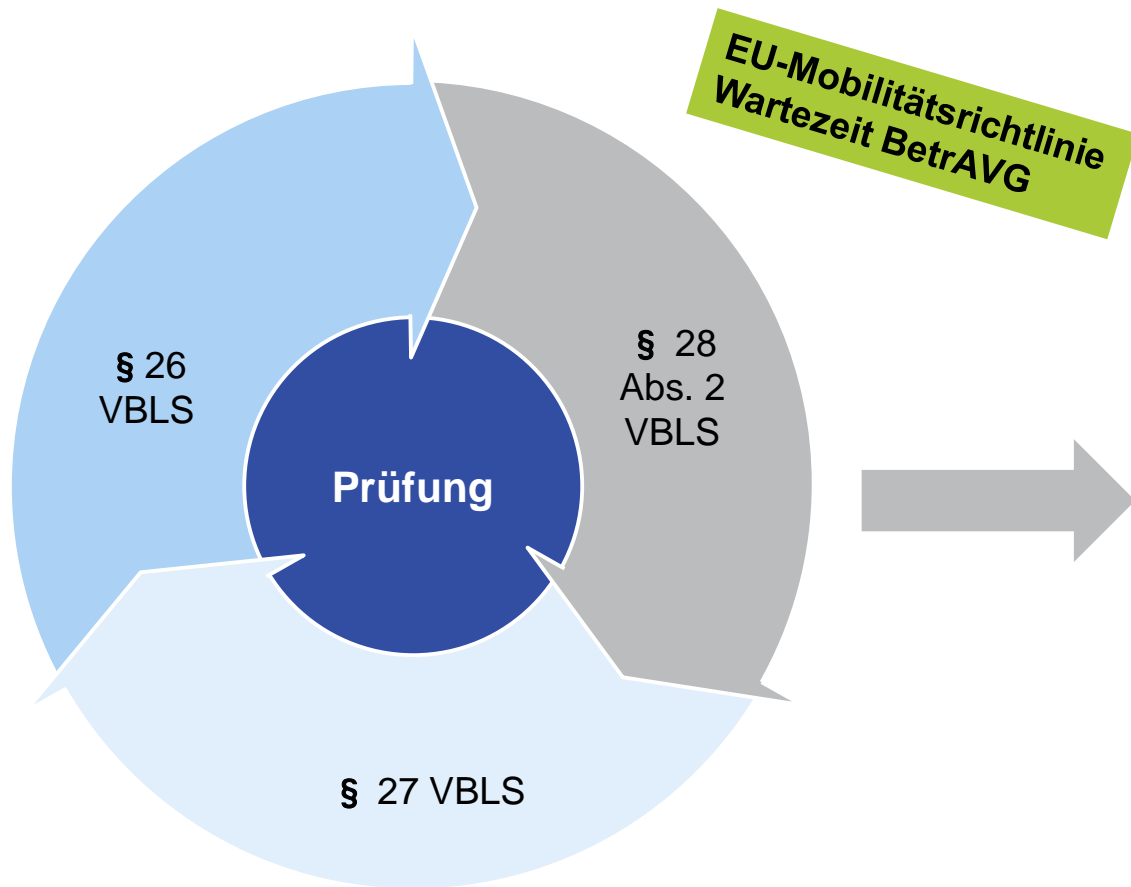 EU-Mobilitätsrichtlinie
Wartezeit BetrAVG
§ 26
VBLS
§ 28
Abs. 2
VBLS
Prüfung
§ 27 VBLS